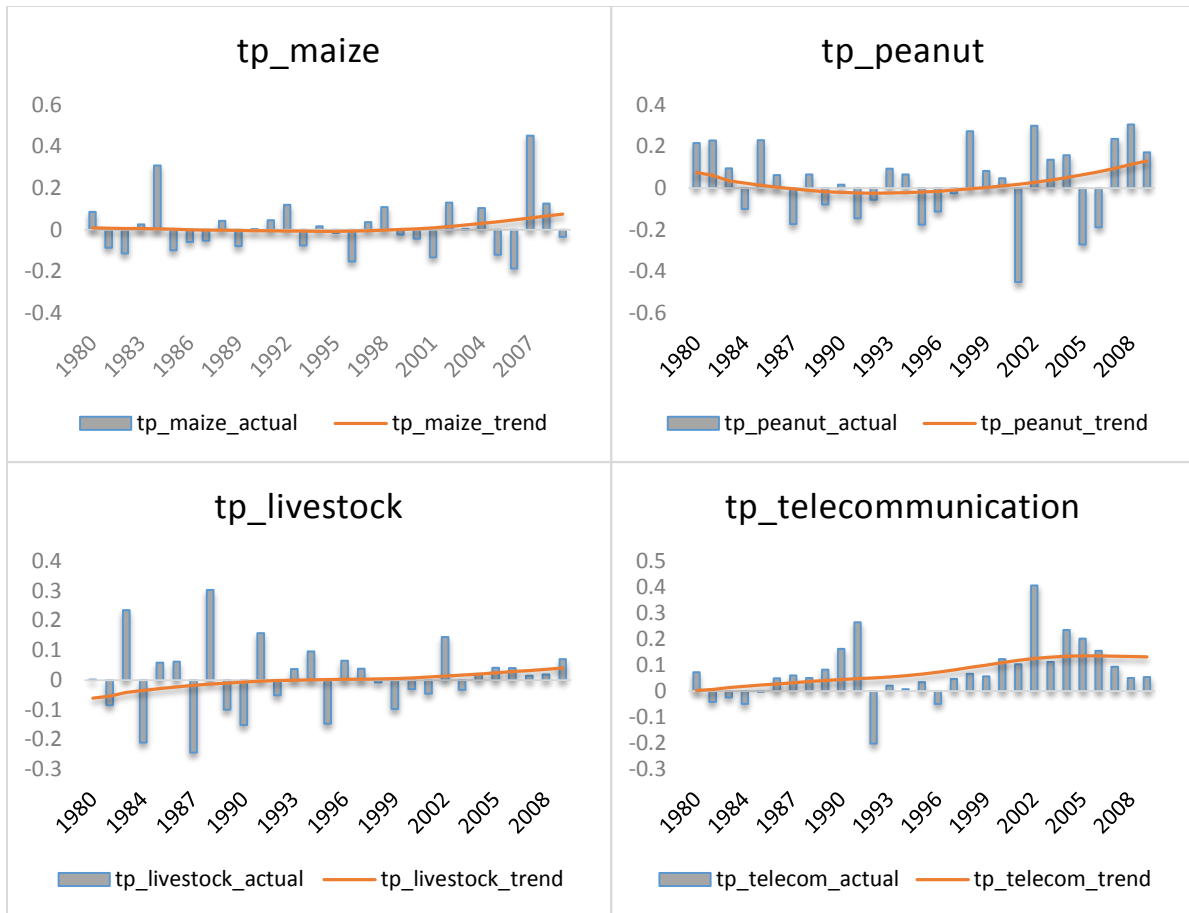 tp_maize
0.6
0.4
0.2
0
-0.2
-0.4
1980 1983 1986 1989 1992 1995 1998 2001 2004 2007
tp_maize_actual tp_maize_trend
tp_peanut
0.4
0.2
0
-0.2
-0.4
-0.6
1980 1984 1987 1990 1993 1996 1999 2002 2005 2008
tp_peanut_actual tp_peanut_trend
tp_livestock
0.4
0.3
0.2
0.1
0
-0.1
-0.2
-0.3
1980 1984 1987 1990 1993 1996 1999 2002 2005 2008
tp_livestock_actual tp_livestock_trend
tp_telecommunication
0.5
0.4
0.3
0.2
0.1
0
-0.1
-0.2
-0.3
1980 1984 1987 1990 1993 1996 1999 2002 2005 2008
tp_telecom_actual tp_telecom_trend